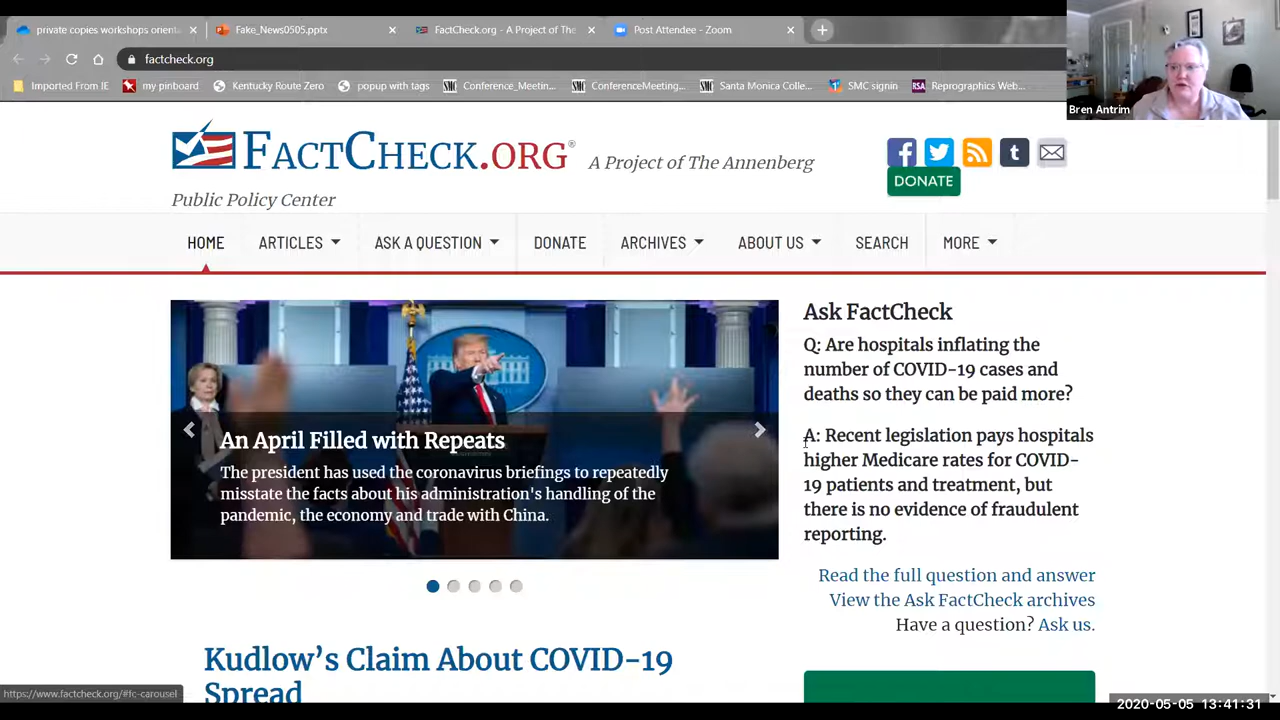 private copies workshops orient
Fake_News0505.pptx
FactCheck.org - A Project of The
Post Attendee - Zoom
factcheck.org
Imported From IE
my pinboard
Kentucky Route Zero
popup with tags
Conference_Meetin...
ConferenceMeeting...
Santa Monica Colle...
SMC signin
Reprographics Web...
Bren Antrim
FACTCHECK.ORG® A Project of The Annenberg
Public Policy Center
DONATE
HOME
ARTICLES
ASK A QUESTION
DONATE
ARCHIVES
ABOUT US
SEARCH
MORE
An April Filled with Repeats
The president has used the coronavirus briefings to repeatedly
misstate the facts about his administration's handling of the
pandemic, the economy and trade with China.
Ask FactCheck
Q: Are hospitals inflating the
number of COVID-19 cases and
deaths so they can be paid more?
A: Recent legislation pays hospitals
higher Medicare rates for COVID-
19 patients and treatment, but
there is no evidence of fraudulent
reporting.
Read the full question and answer
View the Ask FactCheck archives
Have a question? Ask us.
Kudlow's Claim About COVID-19
Spread
https://www.factcheck.org/#fc-carousel
2020-05-05 13:41:31